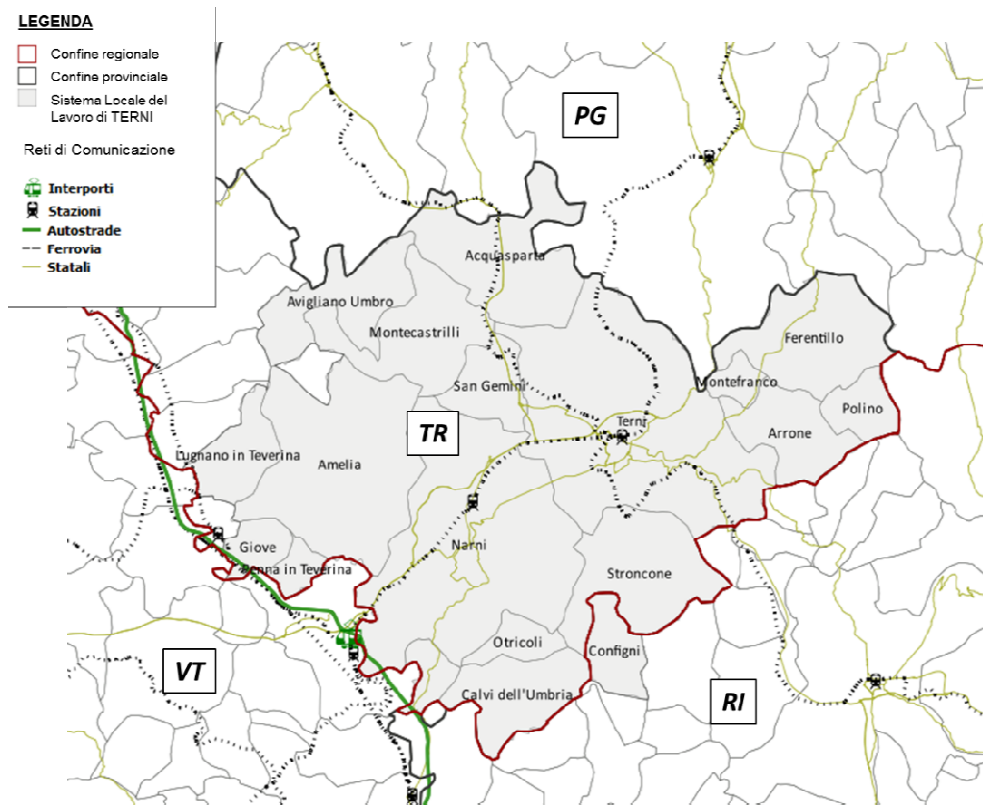 LEGENDA
Confine regionale
Confine provinciale
Sistema Locale del
Lavoro di TERNI
Reti di Comunicazione
Interporti
Stazioni
Autostrade
Ferrovia
Statali
PG
Acquasparta
Avigliano Umbro
Montecastrilli
Ferentillo
San Gemini
Montefranco
Polino
TR
Terni
Arrone
Lugnano in Teverina
Amelia
Giove
Narni
Penna in Teverina
Stroncone
Otricoli
Configni
VT
Calvi dell'Umbria
RI